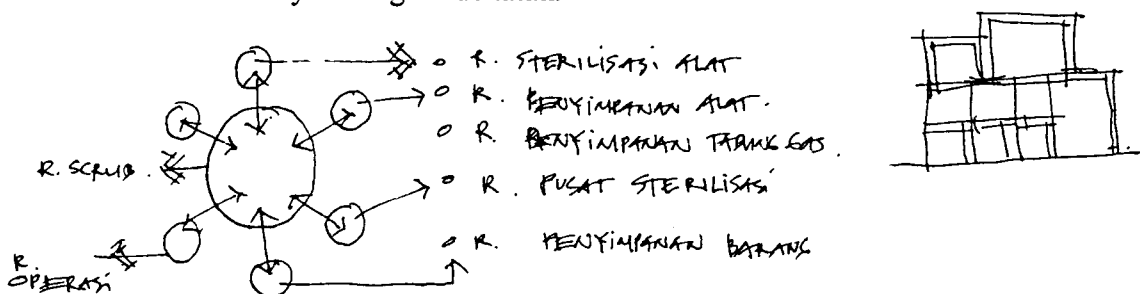 R. STERILISASI ALAT
R. PENYIMPANAN ALAT.
R. PENYIMPANAN TABUNG GAS.
R. SCRUB.
R. PUSAT STERILISASI
R. PENYIMPANAN BARANG
R. OPERASI